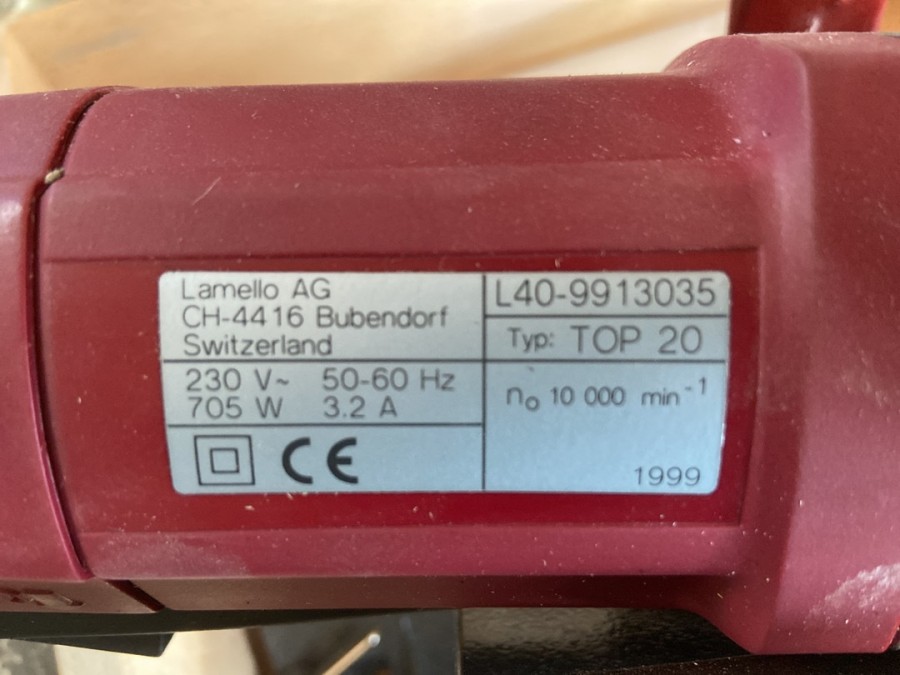 Lamello AG
CH-4416 Bubendorf
Switzerland
230 V~ 50-60 Hz
705 W 3.2 A
CE
L40-9913035
Typ: TOP 20
n₀ 10 000 min⁻¹
1999